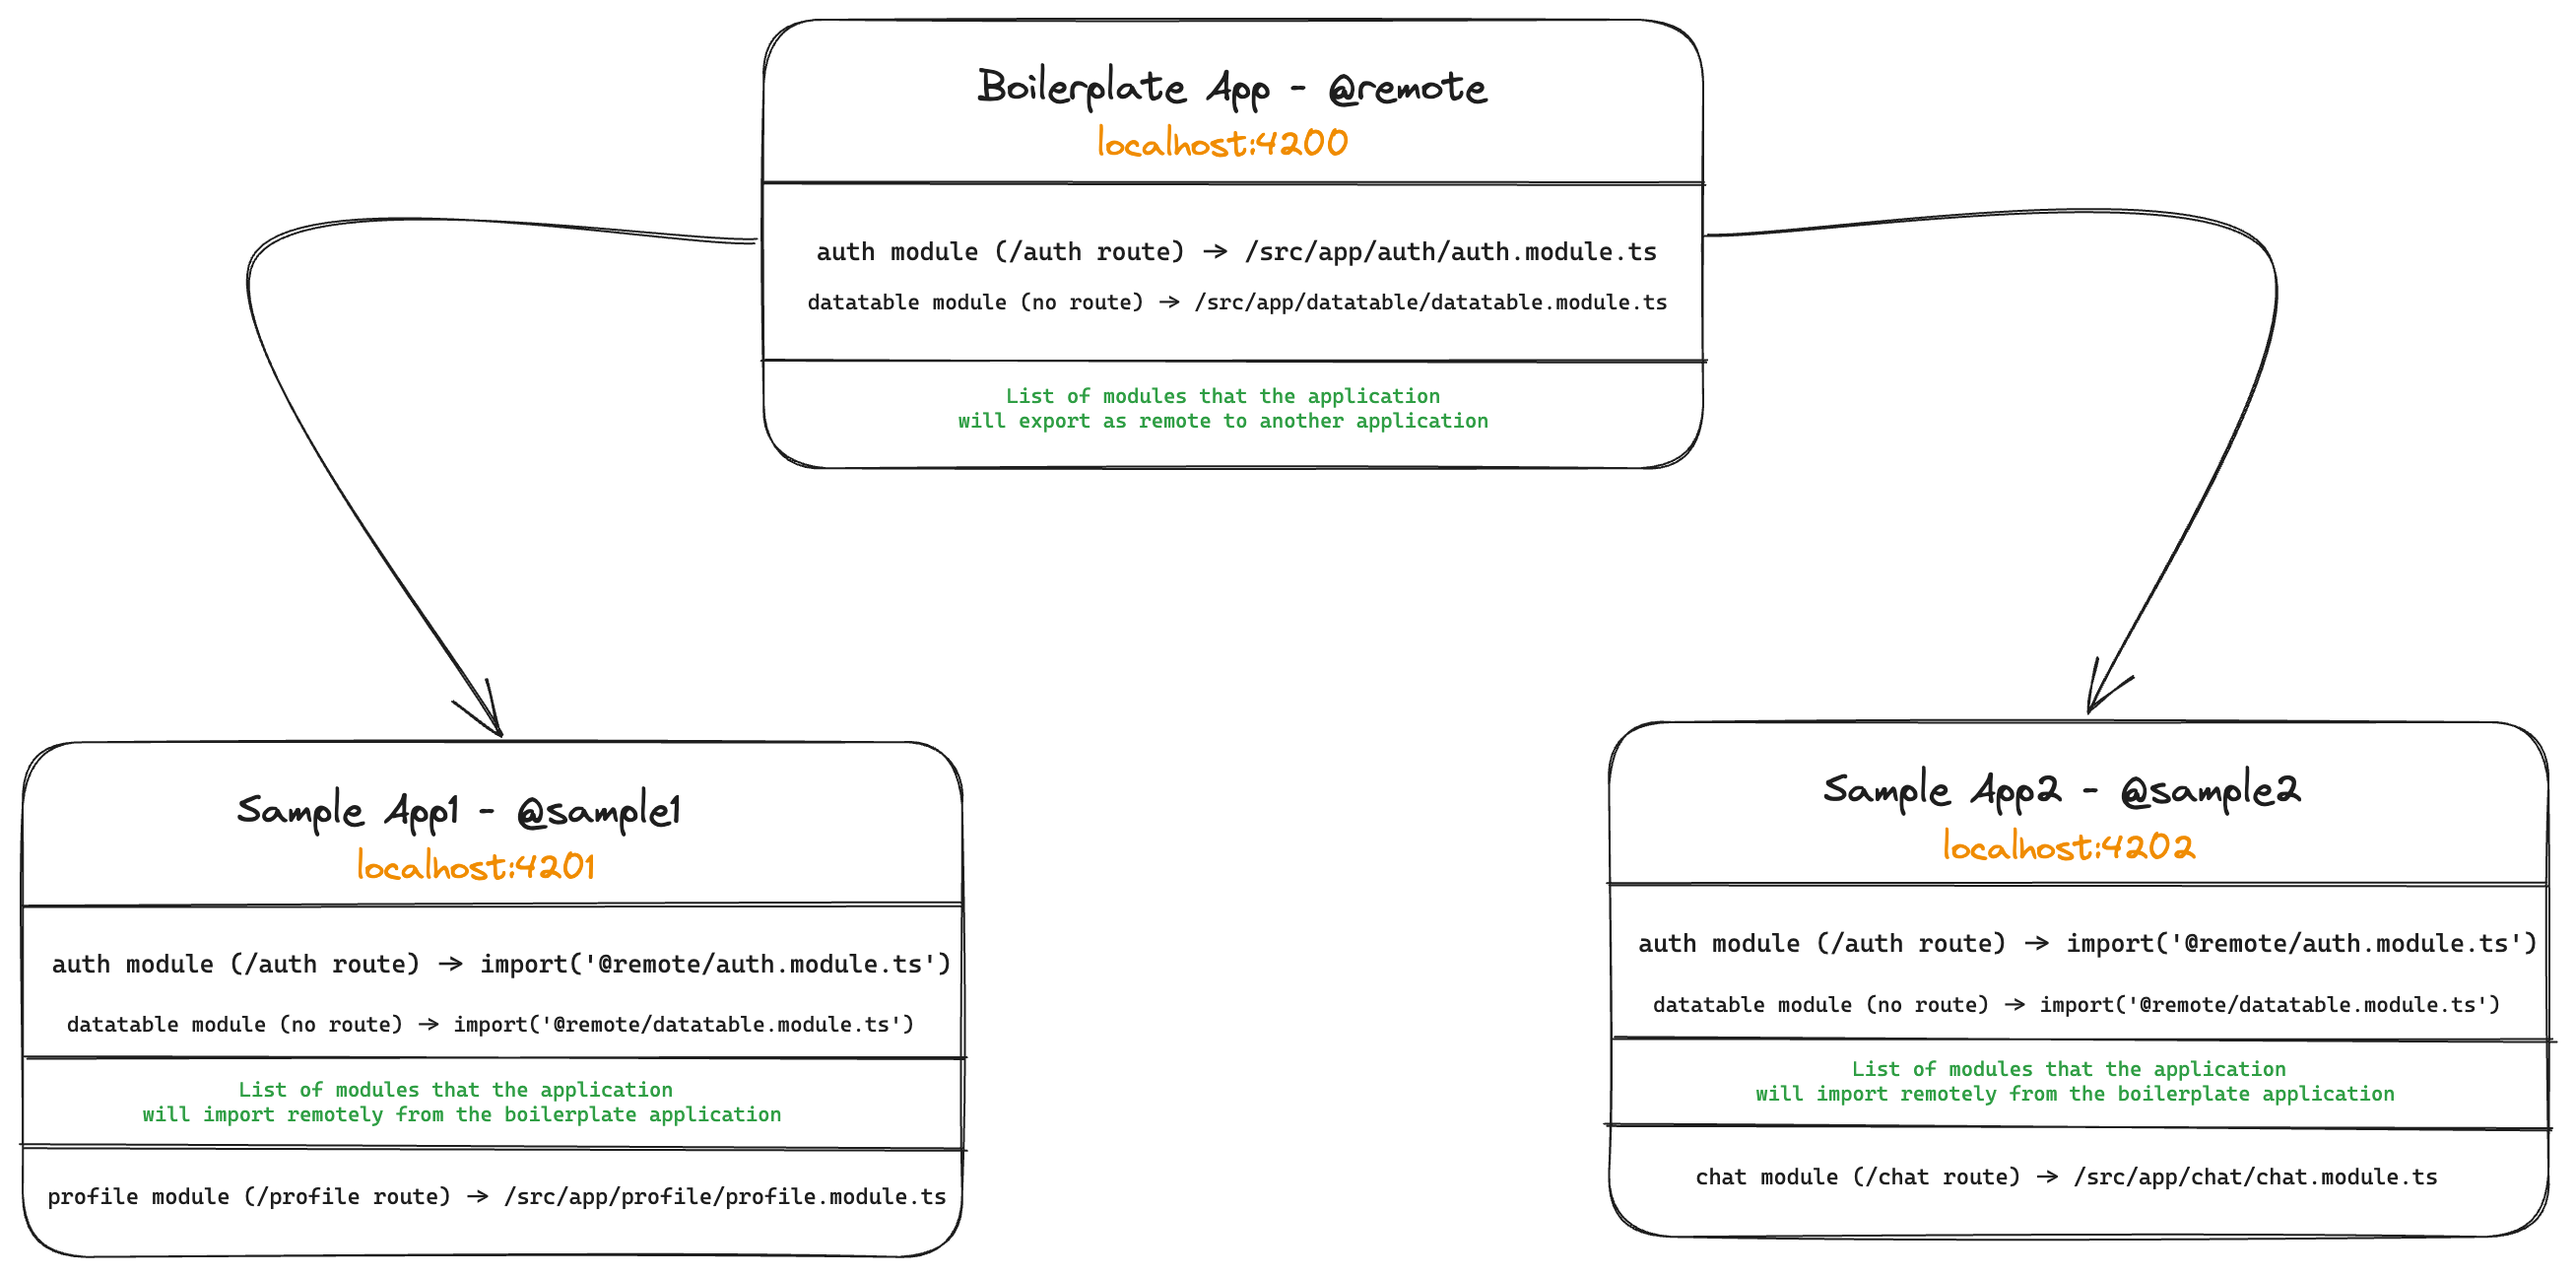 Boilerplate App - @remote
localhost:4200
auth module (/auth route) → /src/app/auth/auth.module.ts
datatable module (no route) → /src/app/datatable/datatable.module.ts
List of modules that the application
will export as remote to another application
Sample App1 - @sample1
localhost:4201
auth module (/auth route) → import('@remote/auth.module.ts')
datatable module (no route) → import('@remote/datatable.module.ts')
List of modules that the application
will import remotely from the boilerplate application
profile module (/profile route) → /src/app/profile/profile.module.ts
Sample App2 - @sample2
localhost:4202
auth module (/auth route) → import('@remote/auth.module.ts')
datatable module (no route) → import('@remote/datatable.module.ts')
List of modules that the application
will import remotely from the boilerplate application
chat module (/chat route) → /src/app/chat/chat.module.ts